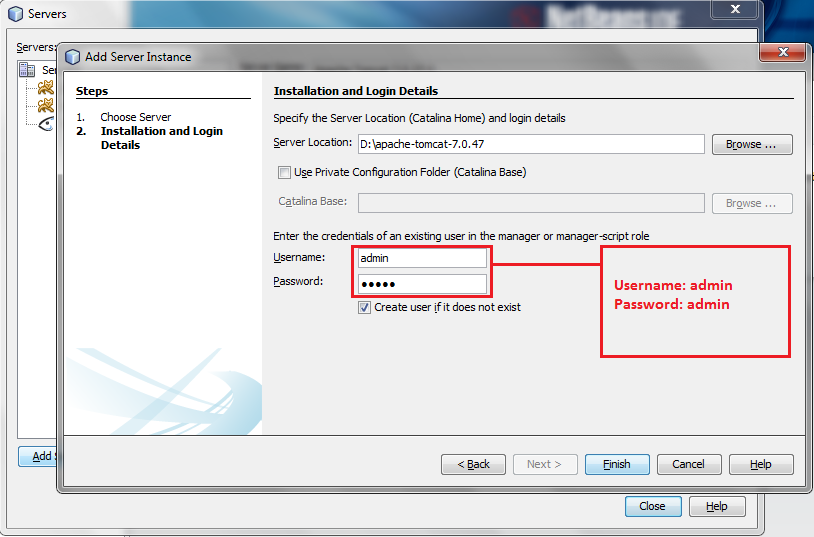 Servers
NetBeans
Servers:
Add Server Instance
Steps
1. Choose Server
2. Installation and Login
Details
Installation and Login Details
Specify the Server Location (Catalina Home) and login details
Server Location: D:\apache-tomcat-7.0.47 Browse ...
Use Private Configuration Folder (Catalina Base)
Catalina Base: Browse ...
Enter the credentials of an existing user in the manager or manager-script role
Username: admin
Password: •••••
Create user if it does not exist
Username: admin
Password: admin
Add
< Back Next > Finish Cancel Help
Close Help